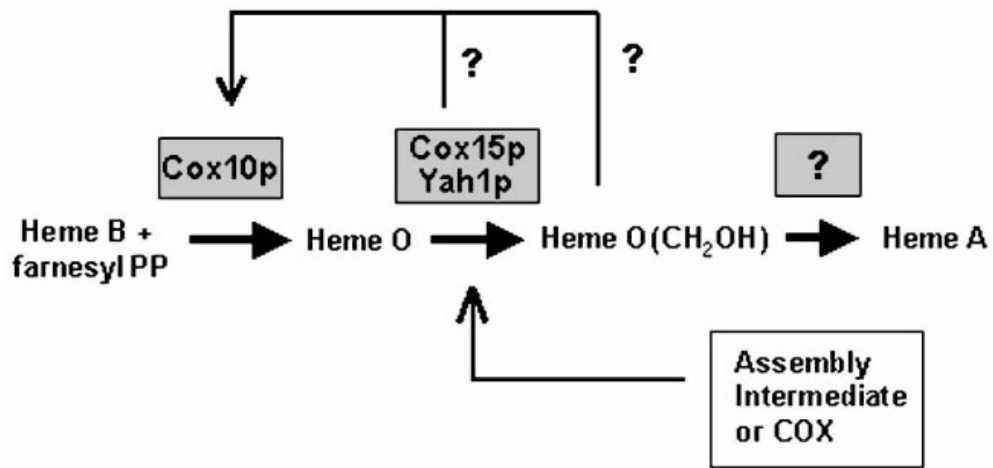 ?
?
Cox10p
Cox15p
Yah1p
?
Heme B +
farnesyl PP
Heme O
Heme O(CH₂OH)
Heme A
Assembly
Intermediate
or COX